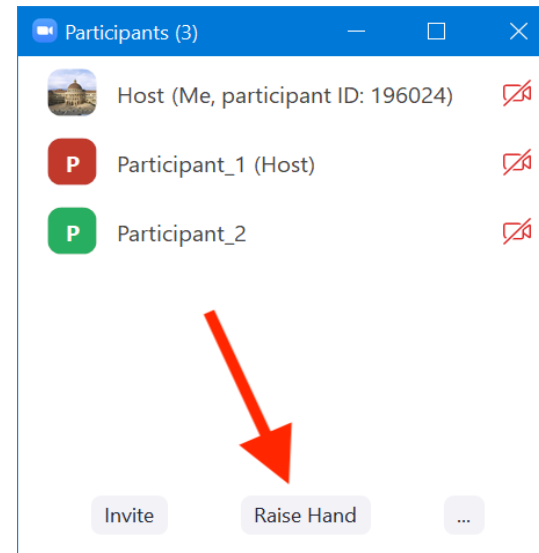 Participants (3)
Host (Me, participant ID: 196024)
P
Participant_1 (Host)
P
Participant_2
Invite
Raise Hand
...